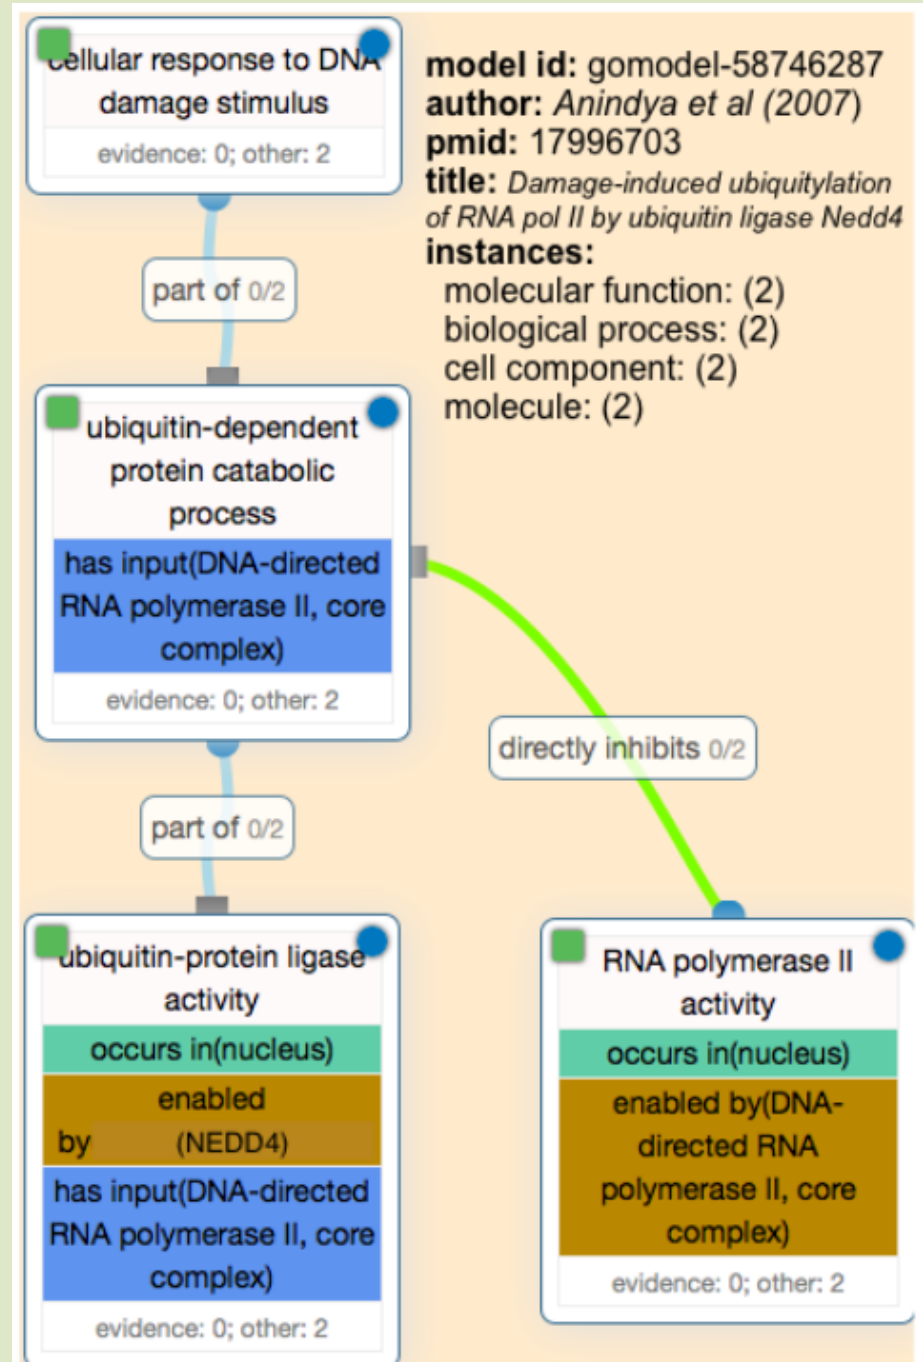 cellular response to DNA
damage stimulus
evidence: 0; other: 2
model id: gomodel-58746287
author: Anindya et al (2007)
pmid: 17996703
title: Damage-induced ubiquitylation
of RNA pol II by ubiquitin ligase Nedd4
instances:
molecular function: (2)
biological process: (2)
cell component: (2)
molecule: (2)
part of 0/2
ubiquitin-dependent
protein catabolic
process
has input(DNA-directed
RNA polymerase II, core
complex)
evidence: 0; other: 2
directly inhibits 0/2
part of 0/2
ubiquitin-protein ligase
activity
occurs in(nucleus)
enabled
by (NEDD4)
has input(DNA-directed
RNA polymerase II, core
complex)
evidence: 0; other: 2
RNA polymerase II
activity
occurs in(nucleus)
enabled by(DNA-
directed RNA
polymerase II, core
complex)
evidence: 0; other: 2